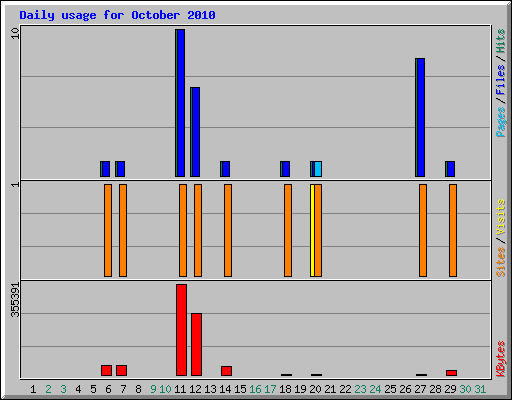 Daily usage for October 2010
10
Pages / Files / Hits
1
Sites / Visits
355391
KBytes
1 2 3 4 5 6 7 8 9 10 11 12 13 14 15 16 17 18 19 20 21 22 23 24 25 26 27 28 29 30 31